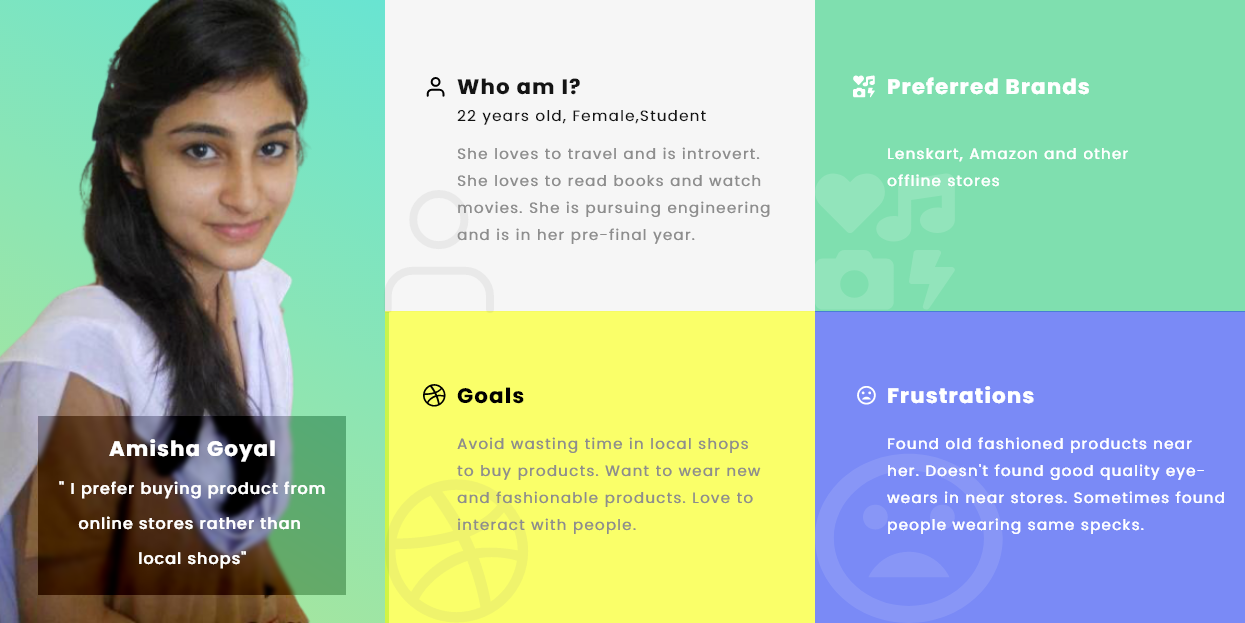 Amisha Goyal
" I prefer buying product from
online stores rather than
local shops"
Who am I?
22 years old, Female,Student
She loves to travel and is introvert.
She loves to read books and watch
movies. She is pursuing engineering
and is in her pre-final year.
Preferred Brands
Lenskart, Amazon and other
offline stores
Goals
Avoid wasting time in local shops
to buy products. Want to wear new
and fashionable products. Love to
interact with people.
Frustrations
Found old fashioned products near
her. Doesn't found good quality eye-
wears in near stores. Sometimes found
people wearing same specks.